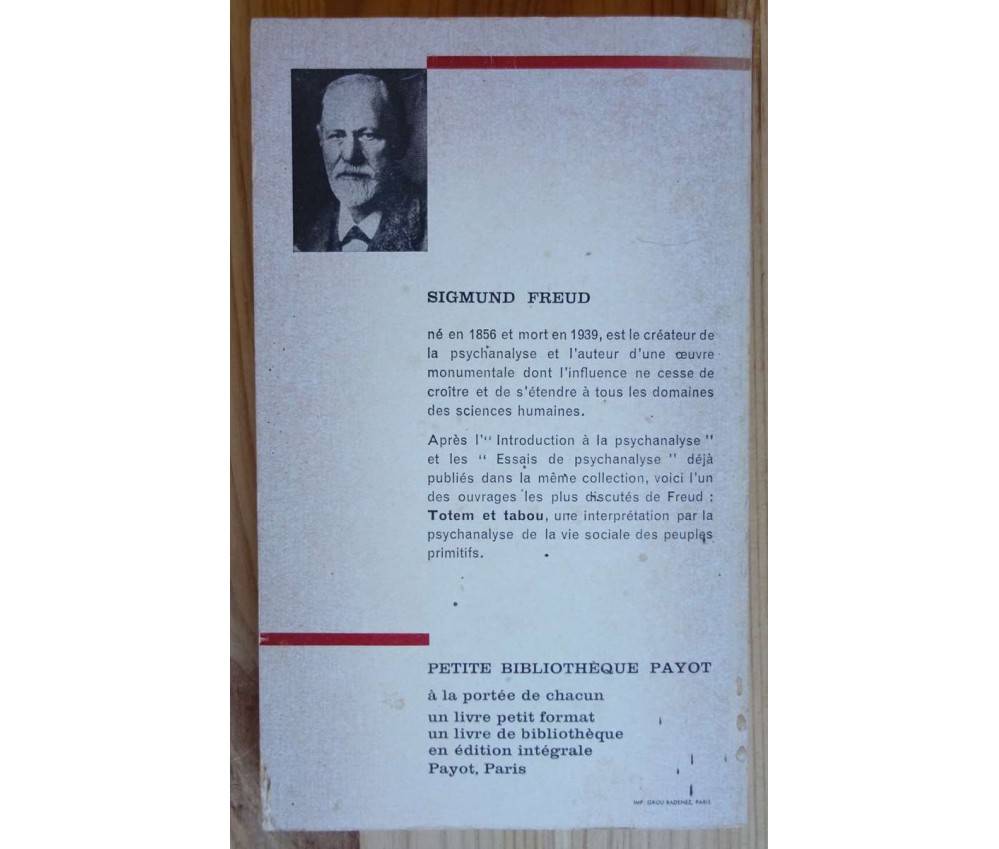 SIGMUND FREUD
né en 1856 et mort en 1939, est le créateur de
la psychanalyse et l'auteur d'une œuvre
monumentale dont l'influence ne cesse de
croître et de s'étendre à tous les domaines
des sciences humaines.
Après l'“ Introduction à la psychanalyse ”
et les “ Essais de psychanalyse ” déjà
publiés dans la même collection, voici l'un
des ouvrages les plus discutés de Freud :
Totem et tabou, une interprétation par la
psychanalyse de la vie sociale des peuples
primitifs.
PETITE BIBLIOTHÈQUE PAYOT
à la portée de chacun
un livre petit format
un livre de bibliothèque
en édition intégrale
Payot, Paris
IMP. GROU RADENEZ, PARIS